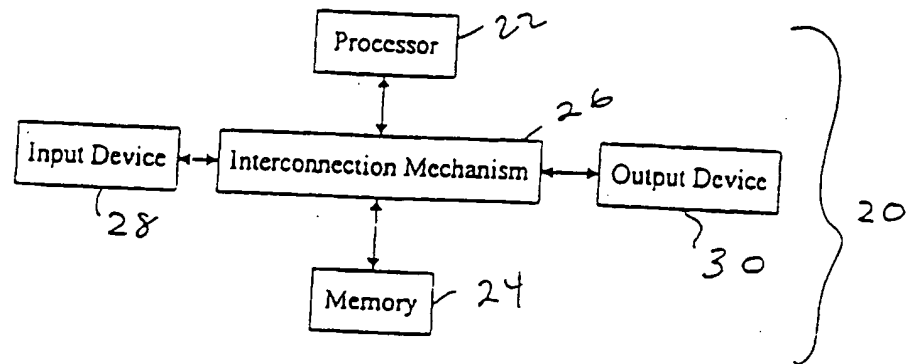 Processor
22
26
Input Device
Interconnection Mechanism
Output Device
28
30
20
Memory
24